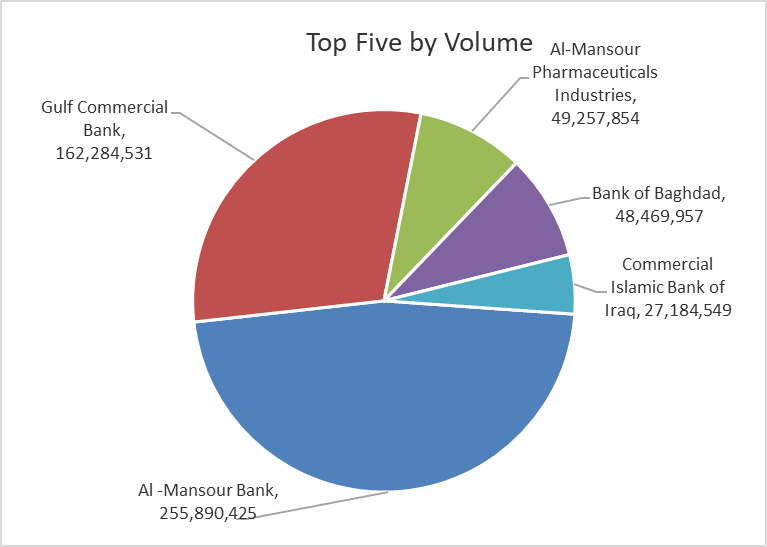 Top Five by Volume
Al-Mansour
Pharmaceuticals
Industries,
49,257,854
Gulf Commercial
Bank,
162,284,531
Bank of Baghdad,
48,469,957
Commercial
Islamic Bank of
Iraq, 27,184,549
Al -Mansour Bank,
255,890,425